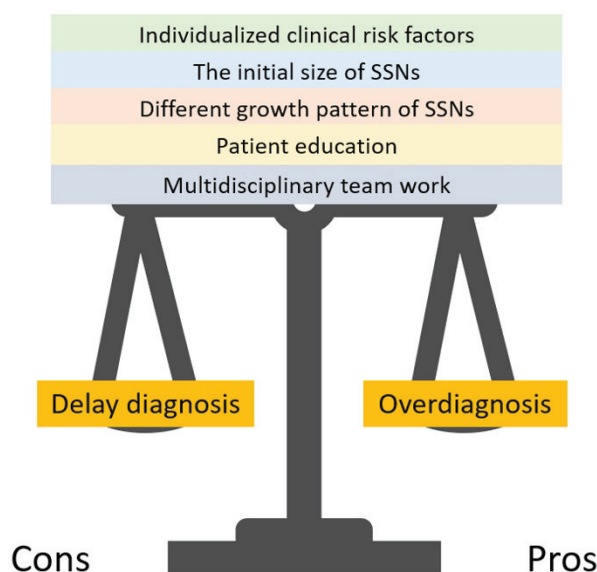 Individualized clinical risk factors
The initial size of SSNs
Different growth pattern of SSNs
Patient education
Multidisciplinary team work
Delay diagnosis
Overdiagnosis
Cons
Pros